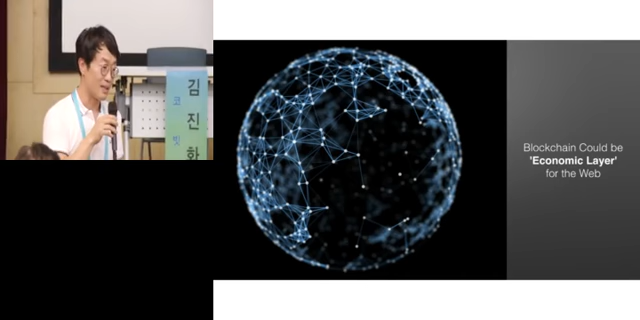 코빗
김진화
Blockchain Could be
'Economic Layer'
for the Web